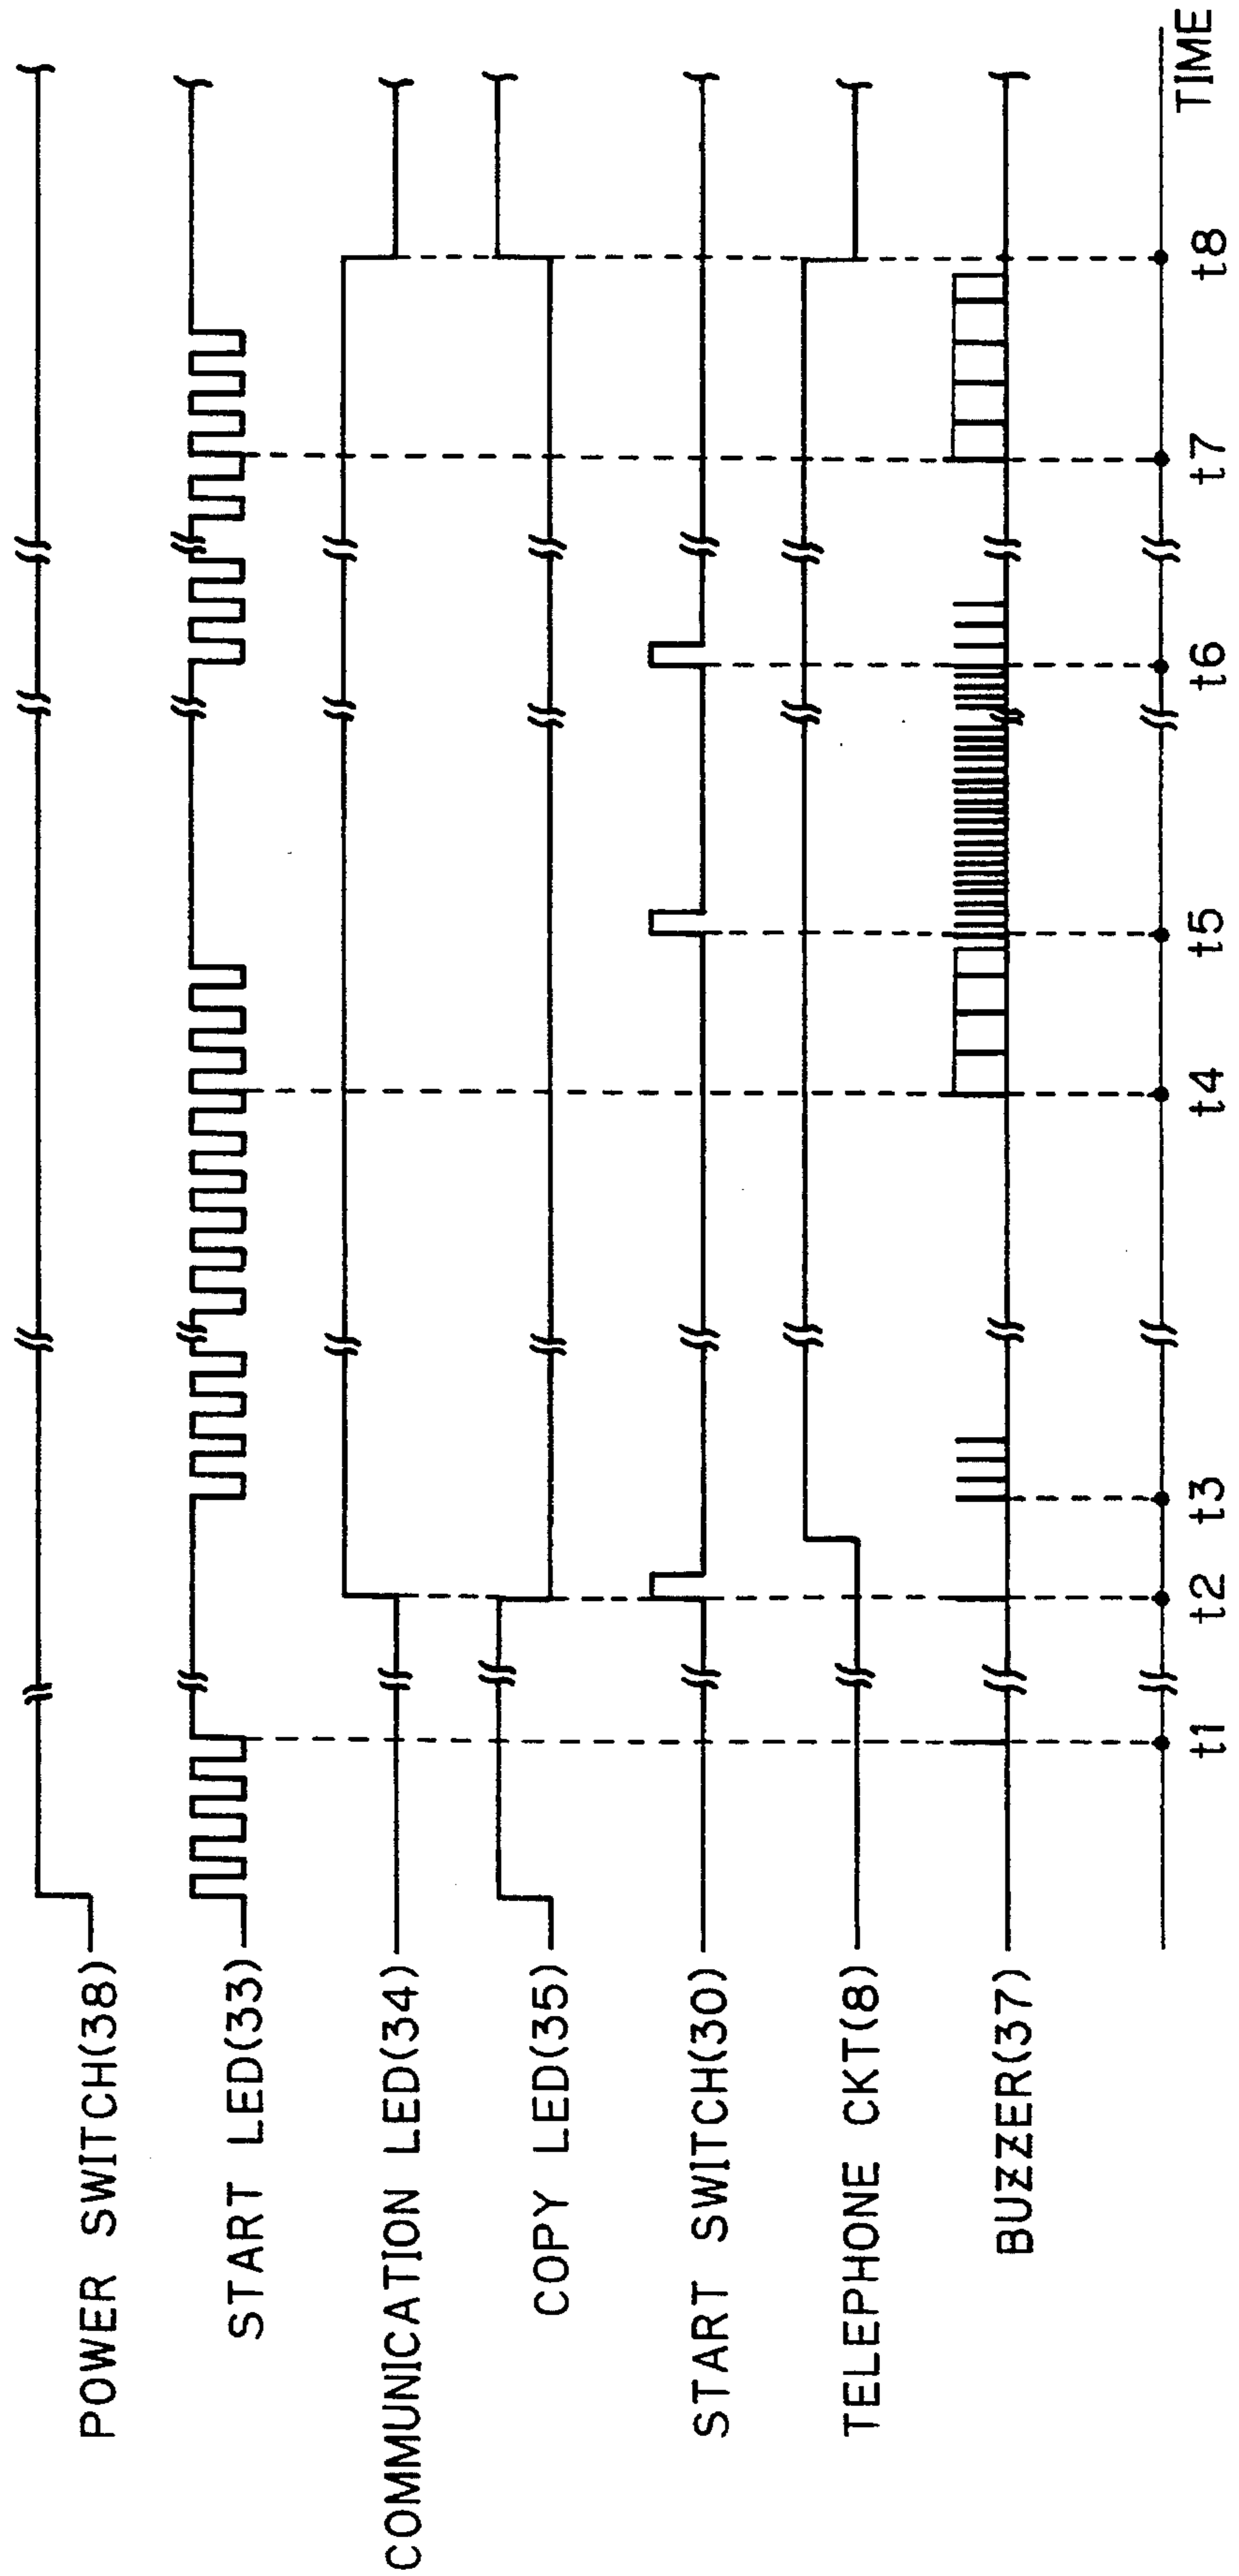 POWER SWITCH(38)
START LED(33)
COMMUNICATION LED(34)
COPY LED(35)
START SWITCH(30)
TELEPHONE CKT(8)
BUZZER(37)
t1 t2 t3 t4 t5 t6 t7 t8 TIME